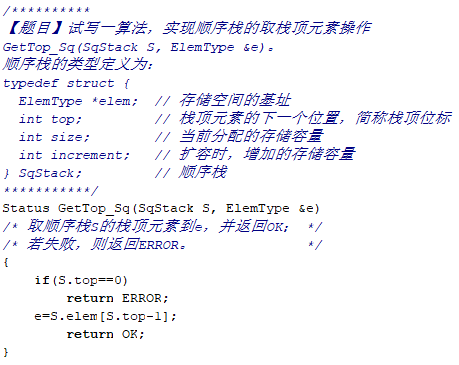 /**********
【题目】试写一算法，实现顺序栈的取栈顶元素操作
GetTop_Sq(SqStack S, ElemType &e)。
顺序栈的类型定义为：
typedef struct {
  ElemType *elem;  // 存储空间的基址
  int top;         // 栈顶元素的下一个位置，简称栈顶位标
  int size;        // 当前分配的存储容量
  int increment;   // 扩容时，增加的存储容量
} SqStack;         // 顺序栈
***********/
Status GetTop_Sq(SqStack S, ElemType &e)
/* 取顺序栈S的栈顶元素到e，并返回OK;  */
/* 若失败，则返回ERROR。              */
{
    if(S.top==0)
        return ERROR;
    e=S.elem[S.top-1];
        return OK;
}